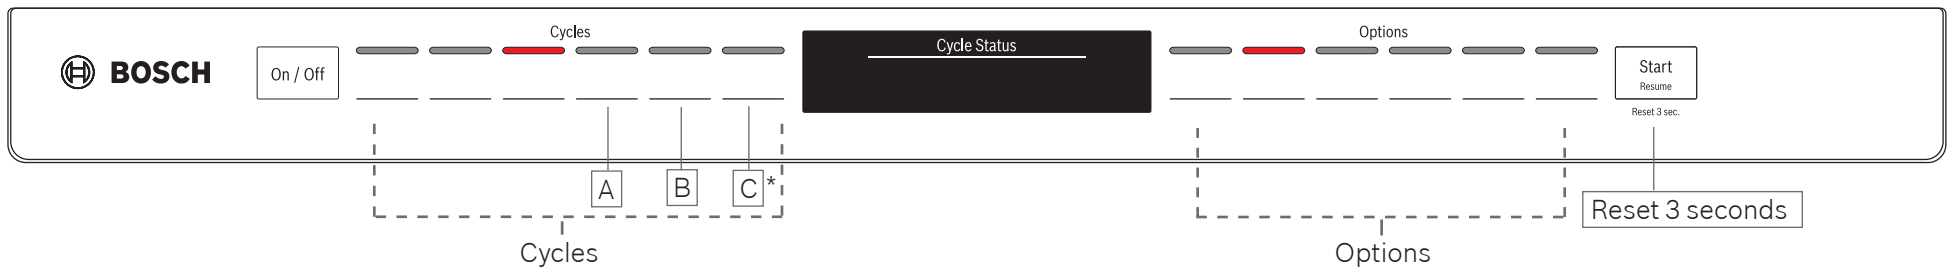 Cycles
Cycle Status
Options
BOSCH
On / Off
Start
Resume
Reset 3 sec.
A
B
C *
Reset 3 seconds
Cycles
Options